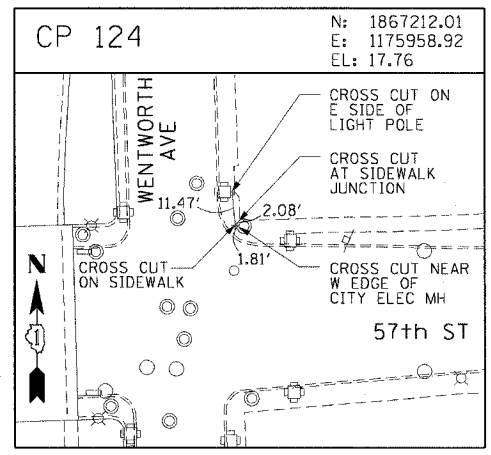 CP 124
N: 1867212.01
E: 1175958.92
EL: 17.76
WENTWORTH
AVE
CROSS CUT ON
E SIDE OF
LIGHT POLE
CROSS CUT
AT SIDEWALK
JUNCTION
11.47'
2.08'
1.81'
N
CROSS CUT
ON SIDEWALK
CROSS CUT NEAR
W EDGE OF
CITY ELEC MH
1
57th ST